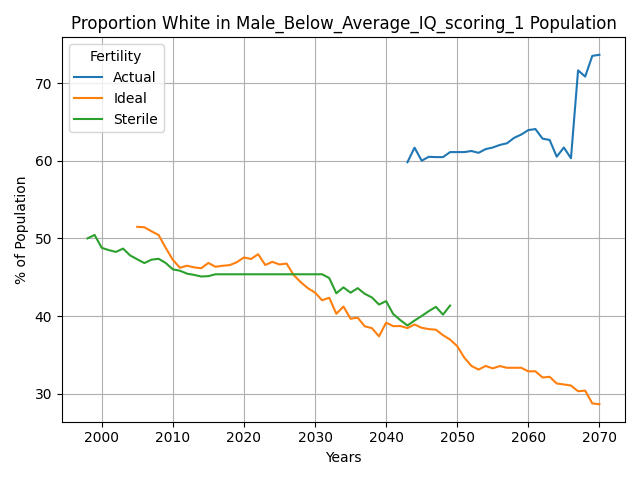 Proportion White in Male_Below_Average_IQ_scoring_1 Population
Fertility
Actual
Ideal
Sterile
% of Population
70
60
50
40
30
2000 2010 2020 2030 2040 2050 2060 2070
Years